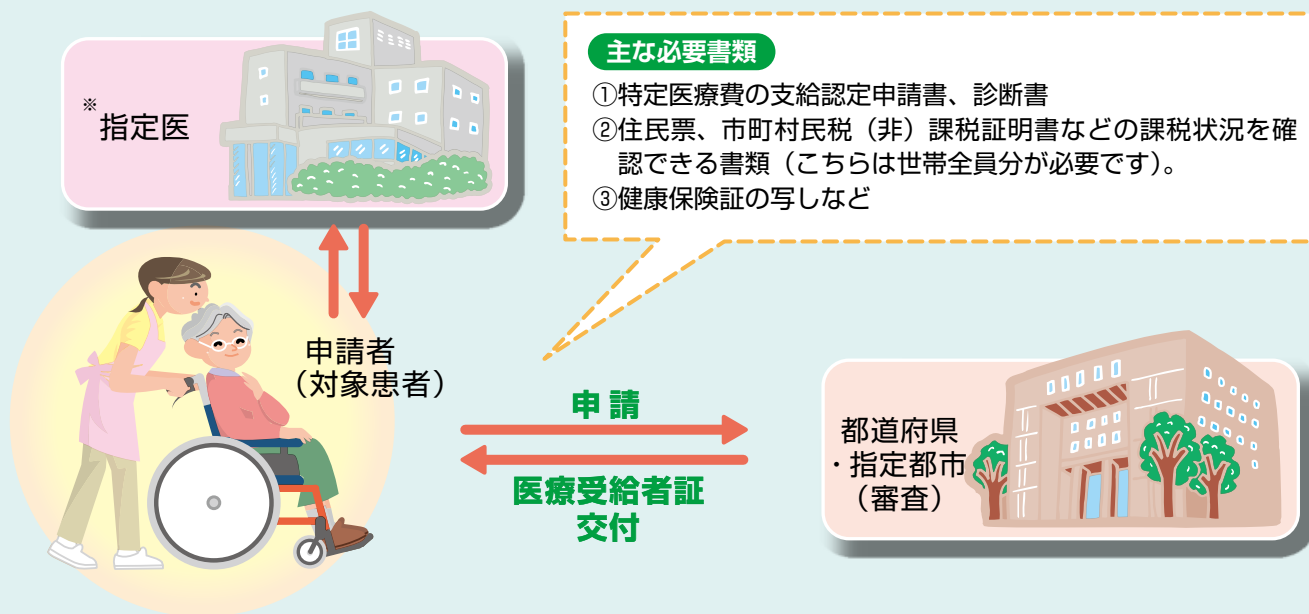 ※
指定医
主な必要書類
①特定医療費の支給認定申請書、診断書
②住民票、市町村民税（非）課税証明書などの課税状況を確
認できる書類（こちらは世帯全員分が必要です）。
③健康保険証の写しなど
申請者
（対象患者）
申請
医療受給者証
交付
都道府県
・指定都市
（審査）